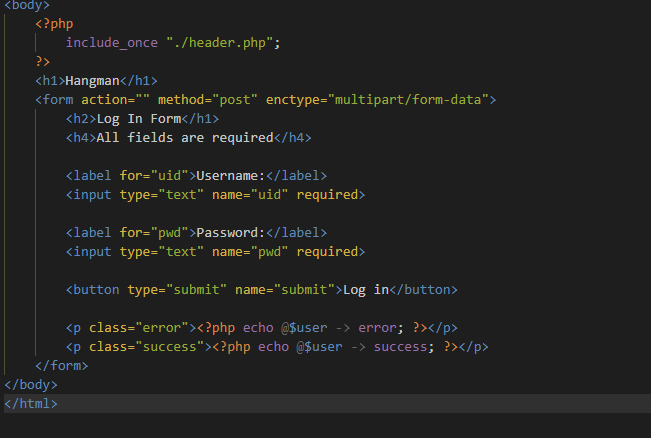 <body>
<?php
include_once "./header.php";
?>
<h1>Hangman</h1>
<form action="" method="post" enctype="multipart/form-data">
<h2>Log In Form</h1>
<h4>All fields are required</h4>
<label for="uid">Username:</label>
<input type="text" name="uid" required>
<label for="pwd">Password:</label>
<input type="text" name="pwd" required>
<button type="submit" name="submit">Log in</button>
<p class="error"><?php echo @$user -> error; ?></p>
<p class="success"><?php echo @$user -> success; ?></p>
</form>
</body>
</html>